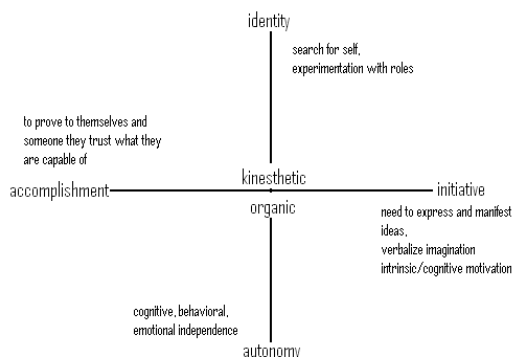 identity
search for self,
experimentation with roles
to prove to themselves and
someone they trust what they
are capable of
kinesthetic
accomplishment
initiative
organic
need to express and manifest
ideas,
verbalize imagination
intrinsic/cognitive motivation
cognitive, behavioral,
emotional independence
autonomy